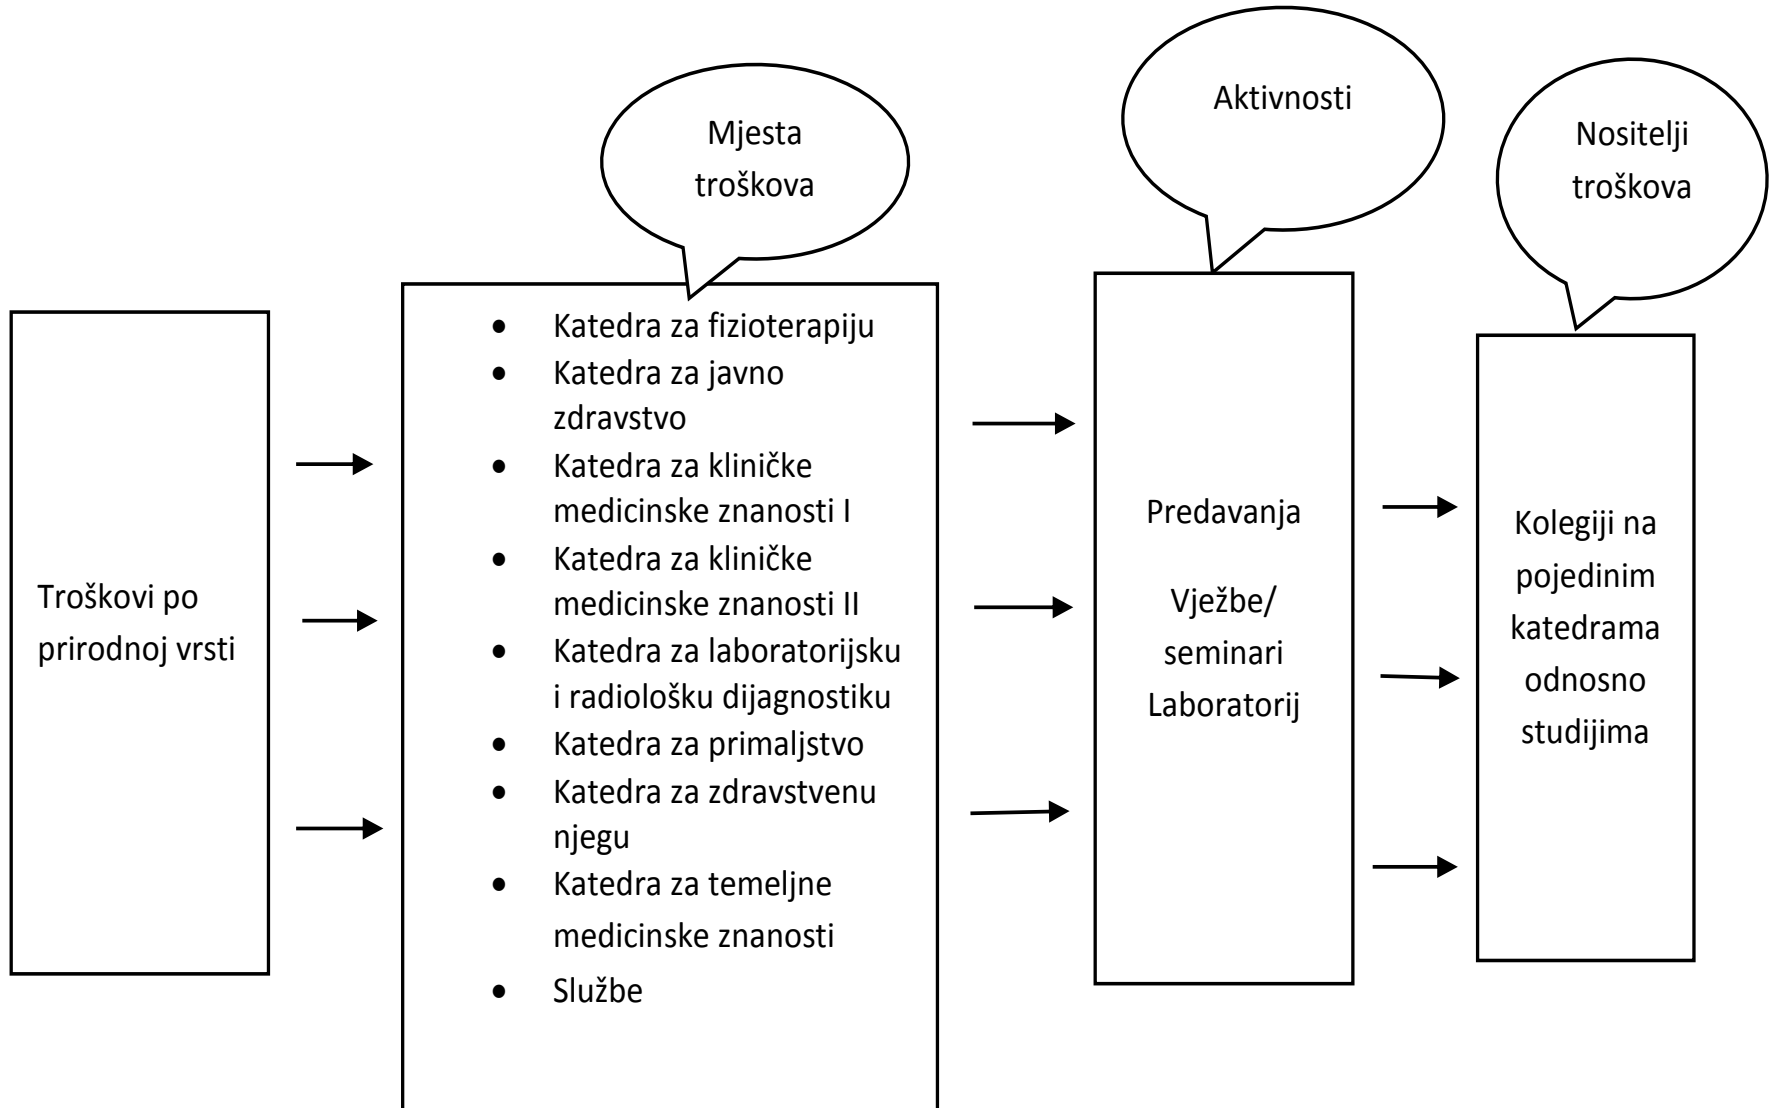 Mjesta
troškova
Aktivnosti
Nositelji
troškova
Troškovi po
prirodnoj vrsti
• Katedra za fizioterapiju
• Katedra za javno
zdravstvo
• Katedra za kliničke
medicinske znanosti I
• Katedra za kliničke
medicinske znanosti II
• Katedra za laboratorijsku
i radiološku dijagnostiku
• Katedra za primaljstvo
• Katedra za zdravstvenu
njegu
• Katedra za temeljne
medicinske znanosti
• Službe
Predavanja
Vježbe/
seminari
Laboratorij
Kolegiji na
pojedinim
katedrama
odnosno
studijima